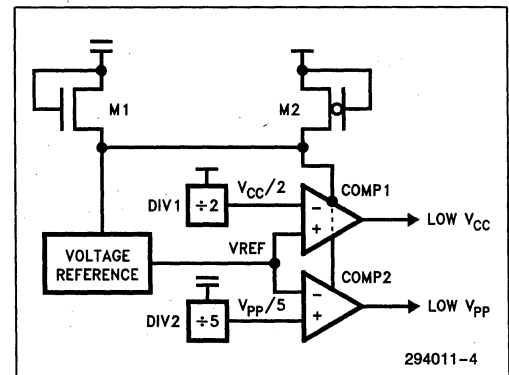 M1
M2
V_CC/2
COMP1
DIV1
÷2
−
+
LOW V_CC
VOLTAGE
REFERENCE
VREF
COMP2
V_PP/5
−
+
LOW V_PP
DIV2
÷5
294011-4